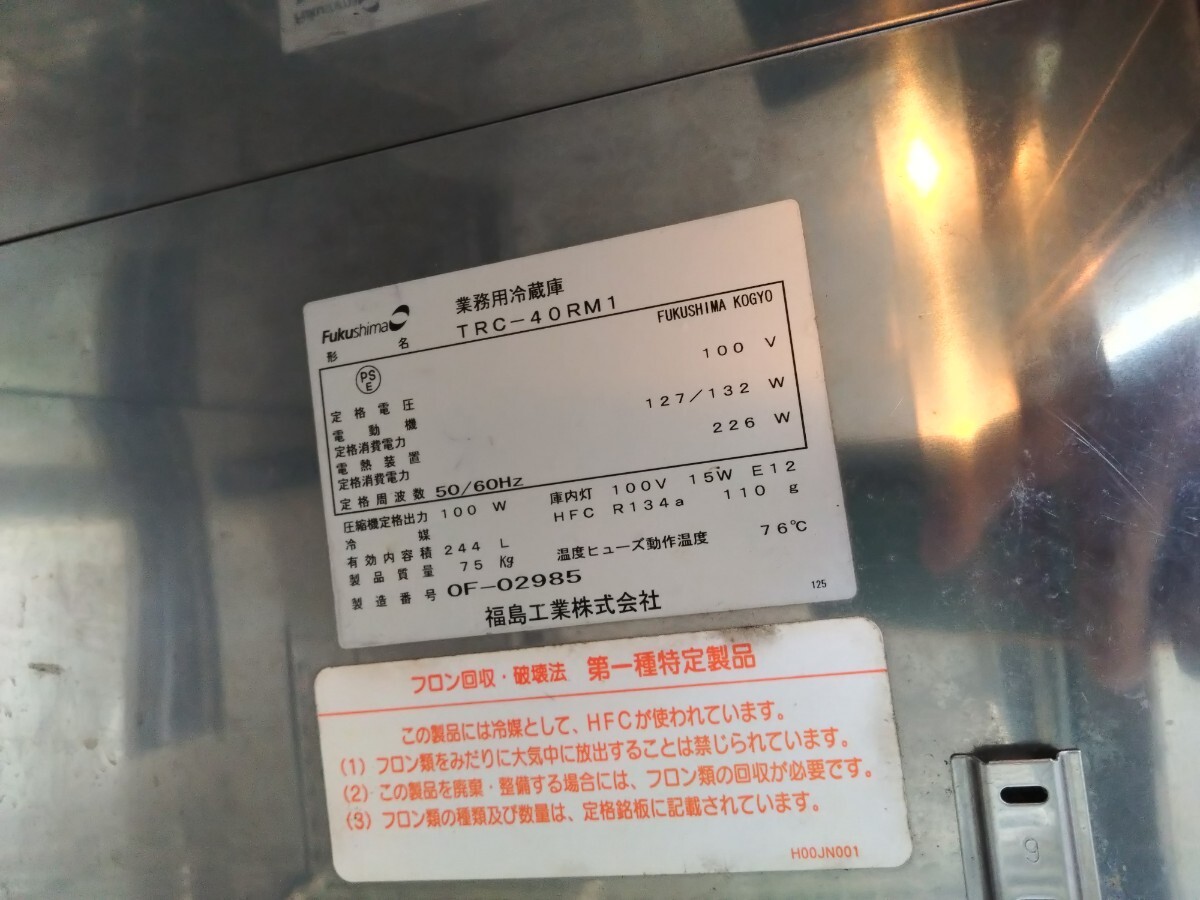 Fukushima
業務用冷蔵庫
形名 TRC-40RM1 FUKUSHIMA KOGYO
PS
E
定格電圧 100 V
電動機
定格消費電力 127/132 W
電熱装置
定格消費電力 226 W
定格周波数 50/60Hz
圧縮機定格出力 100 W 庫内灯 100V 15W E12
冷媒 HFC R134a 110 g
有効内容積 244 L
製品質量 75 Kg 温度ヒューズ動作温度 76℃
製造番号 OF-02985
福島工業株式会社 125
フロン回収・破壊法 第一種特定製品
この製品には冷媒として、HFCが使われています。
(1) フロン類をみだりに大気中に放出することは禁じられています。
(2) この製品を廃棄・整備する場合には、フロン類の回収が必要です。
(3) フロン類の種類及び数量は、定格銘板に記載されています。
H00JN001
9